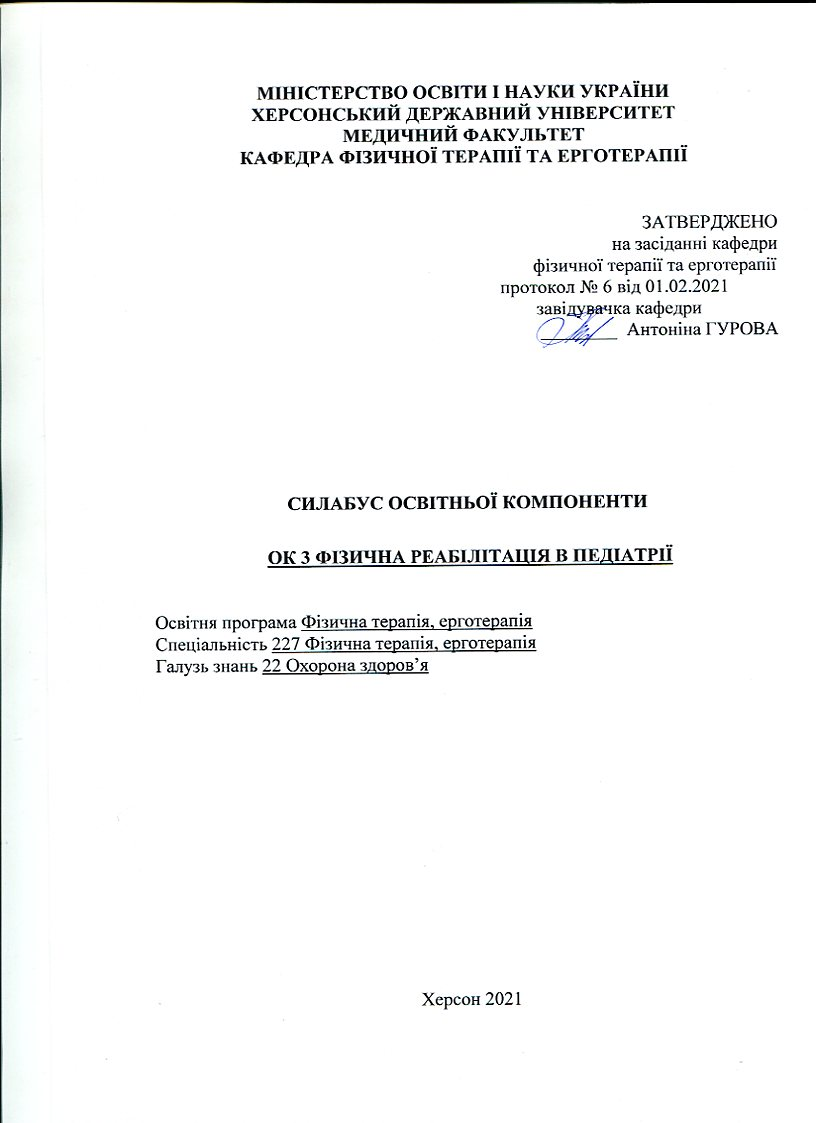 МІНІСТЕРСТВО ОСВІТИ І НАУКИ УКРАЇНИ
ХЕРСОНСЬКИЙ ДЕРЖАВНИЙ УНІВЕРСИТЕТ
МЕДИЧНИЙ ФАКУЛЬТЕТ
КАФЕДРА ФІЗИЧНОЇ ТЕРАПІЇ ТА ЕРГОТЕРАПІЇ
ЗАТВЕРДЖЕНО
на засіданні кафедри
фізичної терапії та ерготерапії
протокол № 6 від 01.02.2021
завідувачка кафедри
Антоніна ГУРОВА
СИЛАБУС ОСВІТНЬОЇ КОМПОНЕНТИ
ОК 3 ФІЗИЧНА РЕАБІЛІТАЦІЯ В ПЕДІАТРІЇ
Освітня програма Фізична терапія, ерготерапія
Спеціальність 227 Фізична терапія, ерготерапія
Галузь знань 22 Охорона здоров’я
Херсон 2021